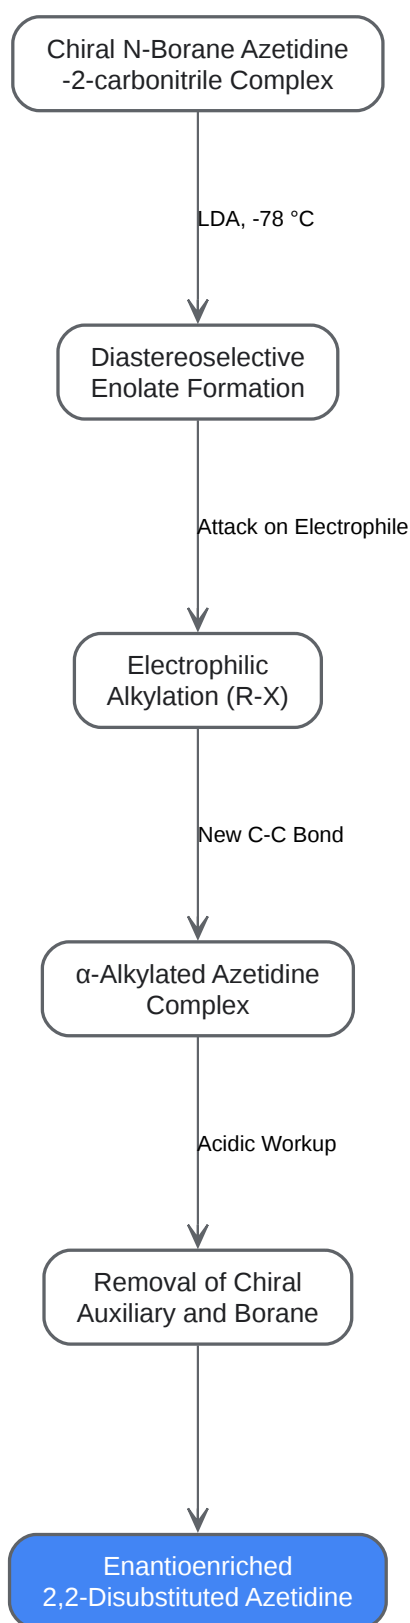 Chiral N-Borane Azetidine
-2-carbonitrile Complex
LDA, -78 °C
Diastereoselective
Enolate Formation
Attack on Electrophile
Electrophilic
Alkylation (R-X)
New C-C Bond
α-Alkylated Azetidine
Complex
Acidic Workup
Removal of Chiral
Auxiliary and Borane
Enantioenriched
2,2-Disubstituted Azetidine